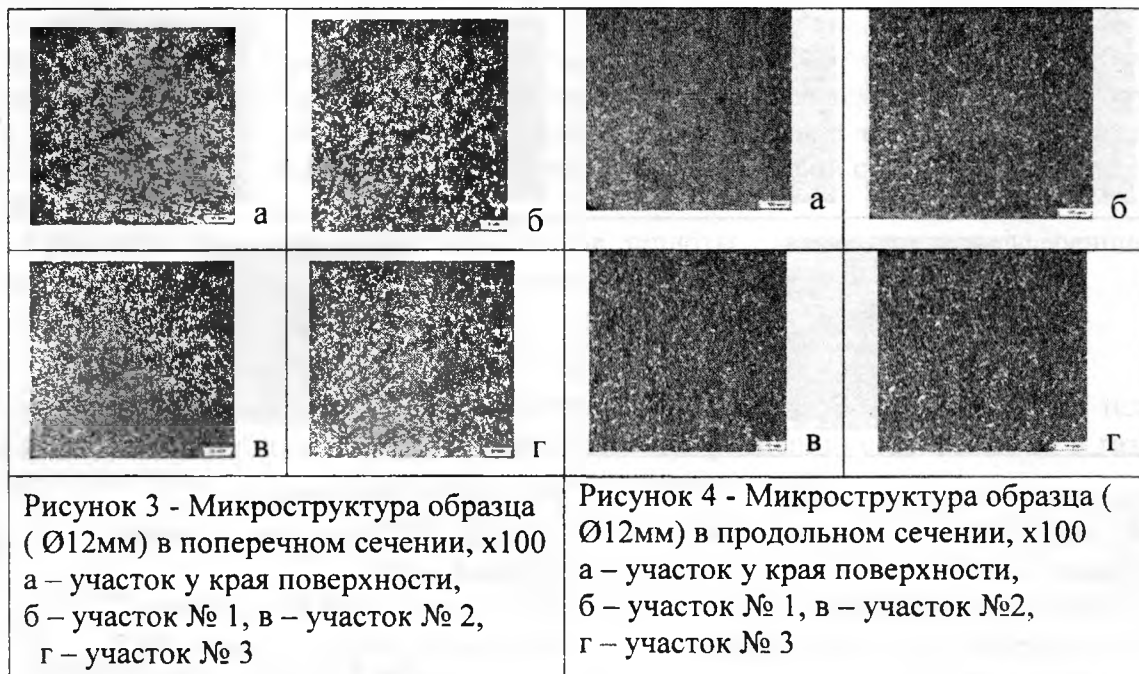 а
б
а
б
в
г
в
г
Рисунок 3 - Микроструктура образца
( Ø12мм) в поперечном сечении, x100
а – участок у края поверхности,
б – участок № 1, в – участок № 2,
г – участок № 3
Рисунок 4 - Микроструктура образца (
Ø12мм) в продольном сечении, x100
а – участок у края поверхности,
б – участок № 1, в – участок №2,
г – участок № 3